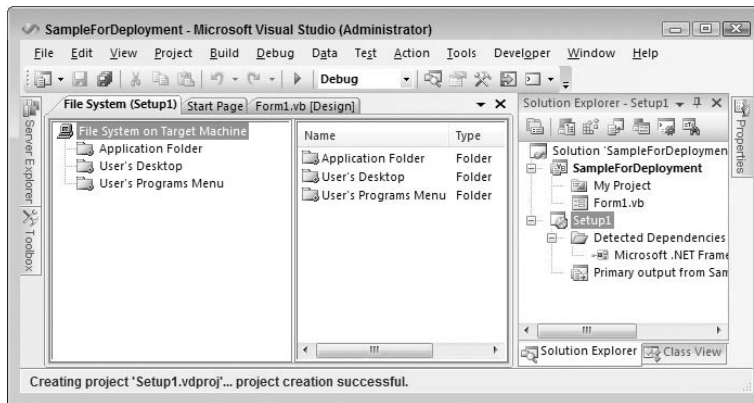 SampleForDeployment - Microsoft Visual Studio (Administrator)
File Edit View Project Build Debug Data Test Action Tools Developer Window Help
Debug
Server Explorer
Toolbox
File System (Setup1) Start Page Form1.vb [Design]
File System on Target Machine
Application Folder
User's Desktop
User's Programs Menu
Name Type
Application Folder Folder
User's Desktop Folder
User's Programs Menu Folder
Solution Explorer - Setup1
Solution 'SampleForDeploymen
SampleForDeployment
My Project
Form1.vb
Setup1
Detected Dependencies
Microsoft .NET Frame
Primary output from Sam
Solution Explorer Class View
Properties
Creating project 'Setup1.vdproj'... project creation successful.